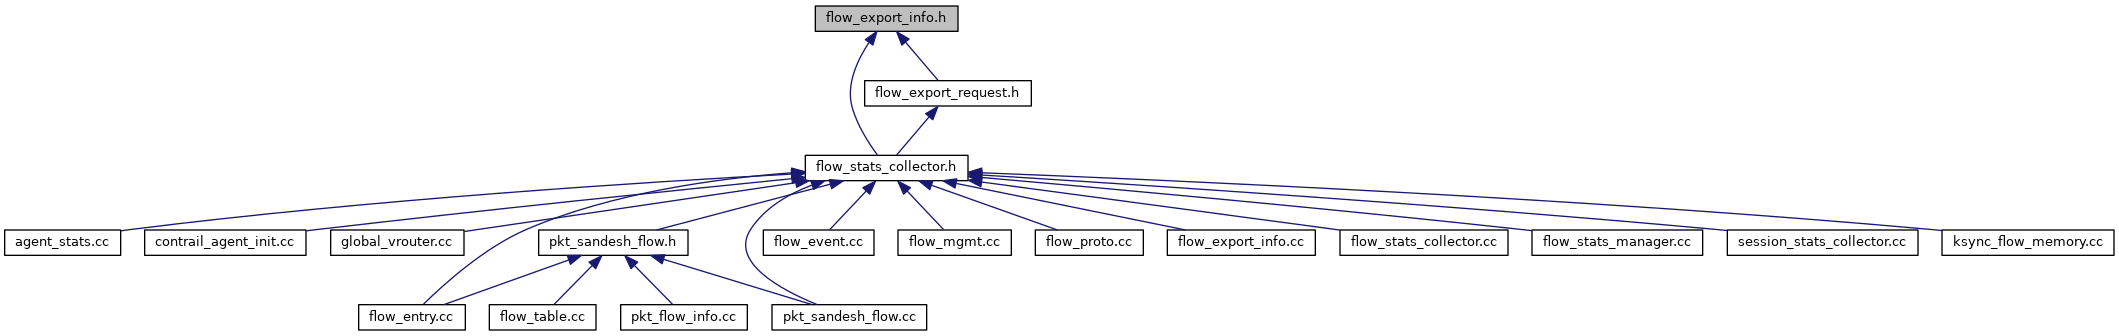 flow_export_info.h
flow_export_request.h
flow_stats_collector.h
agent_stats.cc
contrail_agent_init.cc
global_vrouter.cc
pkt_sandesh_flow.h
flow_event.cc
flow_mgmt.cc
flow_proto.cc
flow_export_info.cc
flow_stats_collector.cc
flow_stats_manager.cc
session_stats_collector.cc
ksync_flow_memory.cc
flow_entry.cc
flow_table.cc
pkt_flow_info.cc
pkt_sandesh_flow.cc